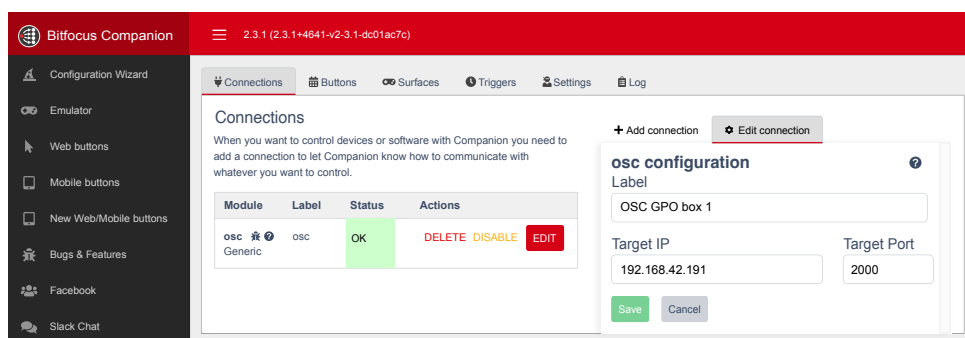 Bitfocus Companion
2.3.1 (2.3.1+4641-v2-3.1-dc01ac7c)
Configuration Wizard
Emulator
Web buttons
Mobile buttons
New Web/Mobile buttons
Bugs & Features
Facebook
Slack Chat
Connections Buttons Surfaces Triggers Settings Log
Connections
When you want to control devices or software with Companion you need to
add a connection to let Companion know how to communicate with
whatever you want to control.
Module Label Status Actions
osc osc OK DELETE DISABLE EDIT
Generic
Add connection Edit connection
osc configuration
Label
OSC GPO box 1
Target IP Target Port
192.168.42.191 2000
Save Cancel